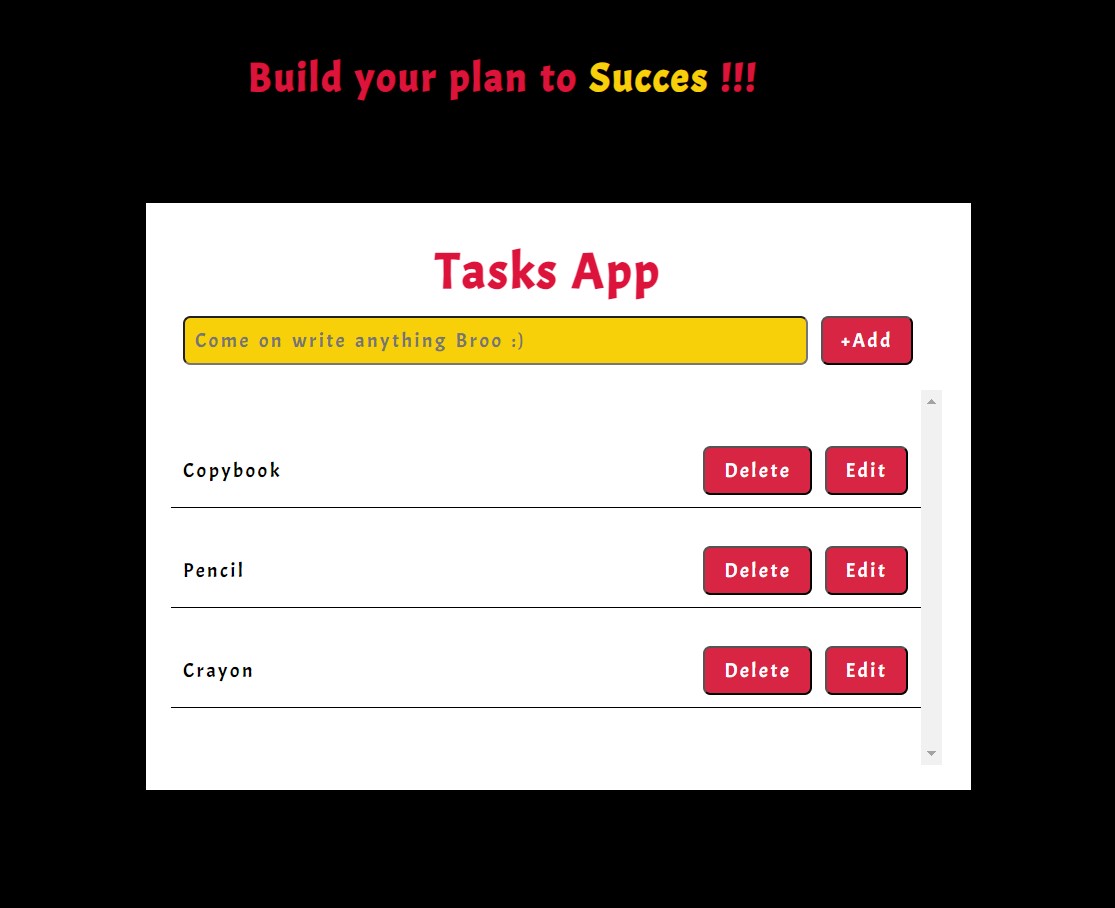 Build your plan to Succes !!!
Tasks App
Come on write anything Broo :) +Add
Copybook Delete Edit
Pencil Delete Edit
Crayon Delete Edit